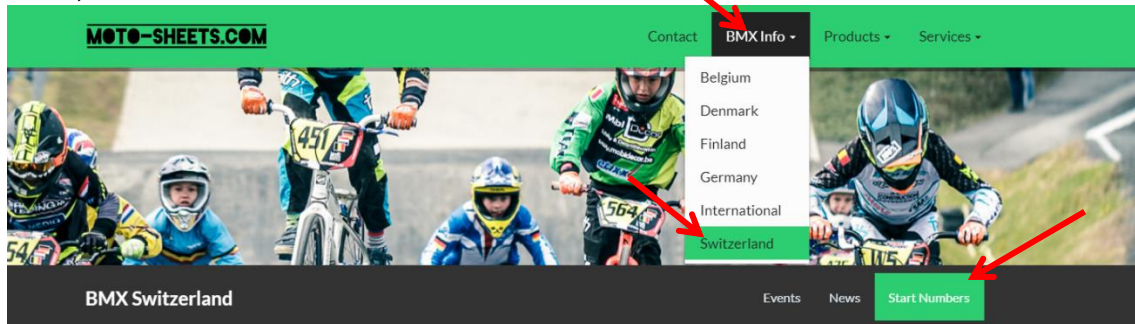 MOTO-SHEETS.COM
Contact BMX Info Products Services
Belgium
Denmark
Finland
Germany
International
Switzerland
451
564
W5
BMX Switzerland
Events News Start Numbers